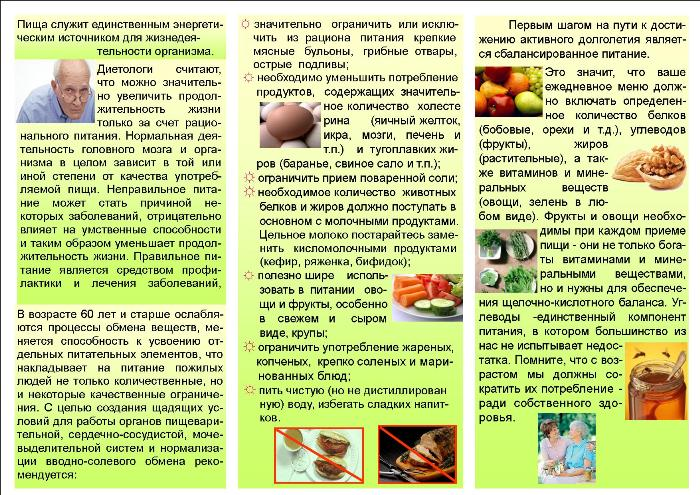 Пища служит единственным энергети-
ческим источником для жизнедея-
тельности организма.
Диетологи считают,
что можно значитель-
но увеличить продол-
жительность жизни
только за счет рацио-
нального питания. Нормальная дея-
тельность головного мозга и орга-
низма в целом зависит в той или
иной степени от качества употреб-
ляемой пищи. Неправильное пита-
ние может стать причиной не-
которых заболеваний, отрицательно
влияет на умственные способности
и таким образом уменьшает продол-
жительность жизни. Правильное пи-
тание является средством профи-
лактики и лечения заболеваний,
В возрасте 60 лет и старше ослабля-
ются процессы обмена веществ, ме-
няется способность к усвоению от-
дельных питательных элементов, что
накладывает на питание пожилых
людей не только количественные, но
и некоторые качественные ограниче-
ния. С целью создания щадящих ус-
ловий для работы органов пищевари-
тельной, сердечно-сосудистой, моче-
выделительной систем и нормализа-
ции вводно-солевого обмена реко-
мендуется:
значительно ограничить или исклю-
чить из рациона питания крепкие
мясные бульоны, грибные отвары,
острые подливы;
необходимо уменьшить потребление
продуктов, содержащих значитель-
ное количество холесте
рина (яичный желток,
икра, мозги, печень и
т.п.) и тугоплавких жи-
ров (баранье, свиное сало и т.п.);
ограничить прием поваренной соли;
необходимое количество животных
белков и жиров должно поступать в
основном с молочными продуктами.
Цельное молоко постарайтесь заме-
нить кисломолочными продуктами
(кефир, ряженка, бифидок);
полезно шире исполь-
зовать в питании ово-
щи и фрукты, особенно
в свежем и сыром
виде, крупы;
ограничить употребление жареных,
копченых, крепко соленых и мари-
нованных блюд;
пить чистую (но не дистиллирован
ную) воду, избегать сладких напит-
ков.
Первым шагом на пути к дости-
жению активного долголетия являет-
ся сбалансированное питание.
Это значит, что ваше
ежедневное меню долж-
но включать определен-
ное количество белков
(бобовые, орехи и т.д.), углеводов
(фрукты), жиров
(растительные), а так-
же витаминов и мине-
ральных веществ
(овощи, зелень в лю-
бом виде). Фрукты и овощи необхо-
димы при каждом приеме
пищи - они не только бога-
ты витаминами и мине-
ральными веществами,
но и нужны для обеспече-
ния щелочно-кислотного баланса. Уг-
леводы -единственный компонент
питания, в котором большинство из
нас не испытывает недос-
татка. Помните, что с воз-
растом мы должны со-
кратить их потребление -
ради собственного здо-
ровья.